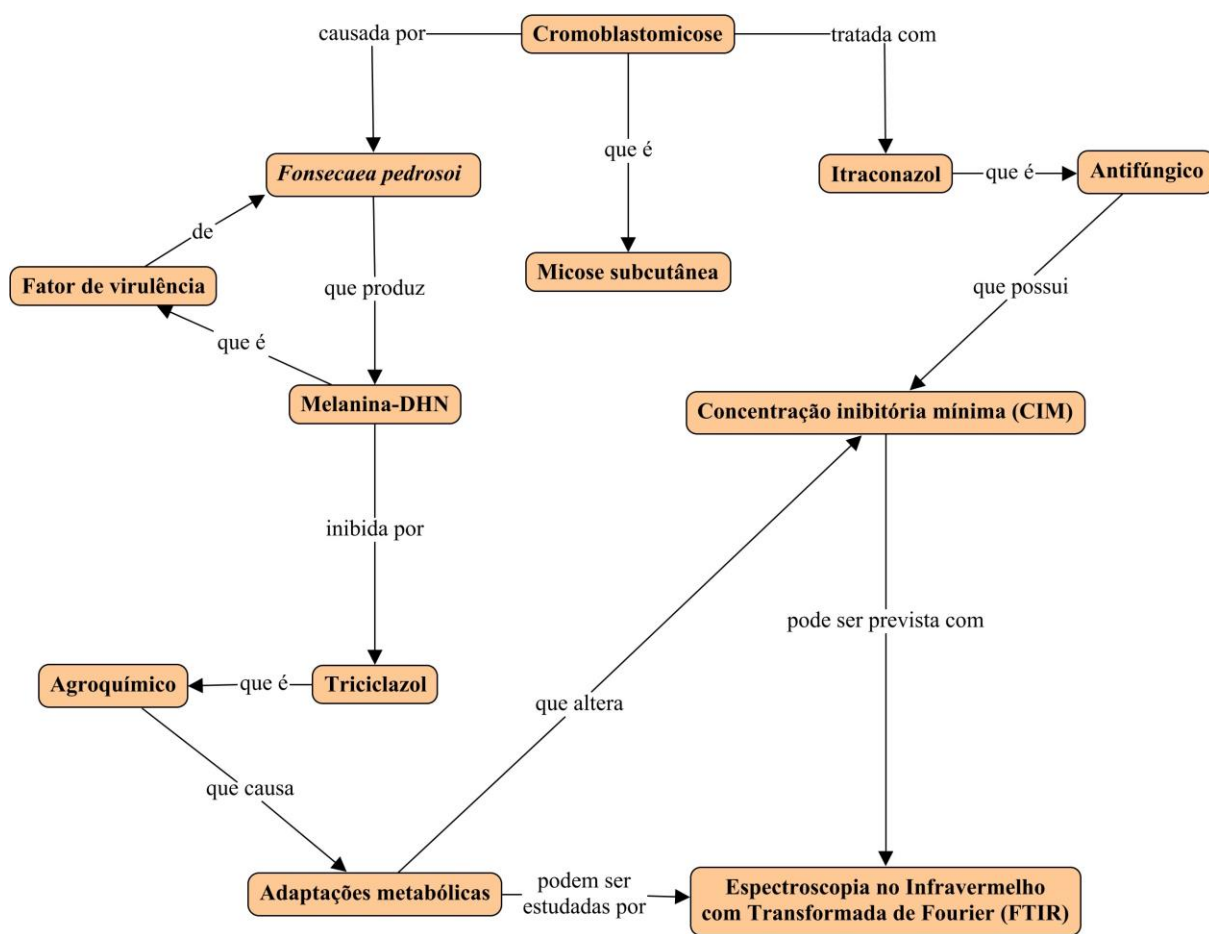 Cromoblastomicose
causada por
tratada com
que é
Fonsecaea pedrosoi
Itraconazol
que é
Antifúngico
de
Micose subcutânea
Fator de virulência
que produz
que possui
que é
Melanina-DHN
Concentração inibitória mínima (CIM)
inibida por
pode ser prevista com
Agroquímico
que é
Triciclazol
que altera
que causa
Adaptações metabólicas
podem ser
estudadas por
Espectroscopia no Infravermelho
com Transformada de Fourier (FTIR)